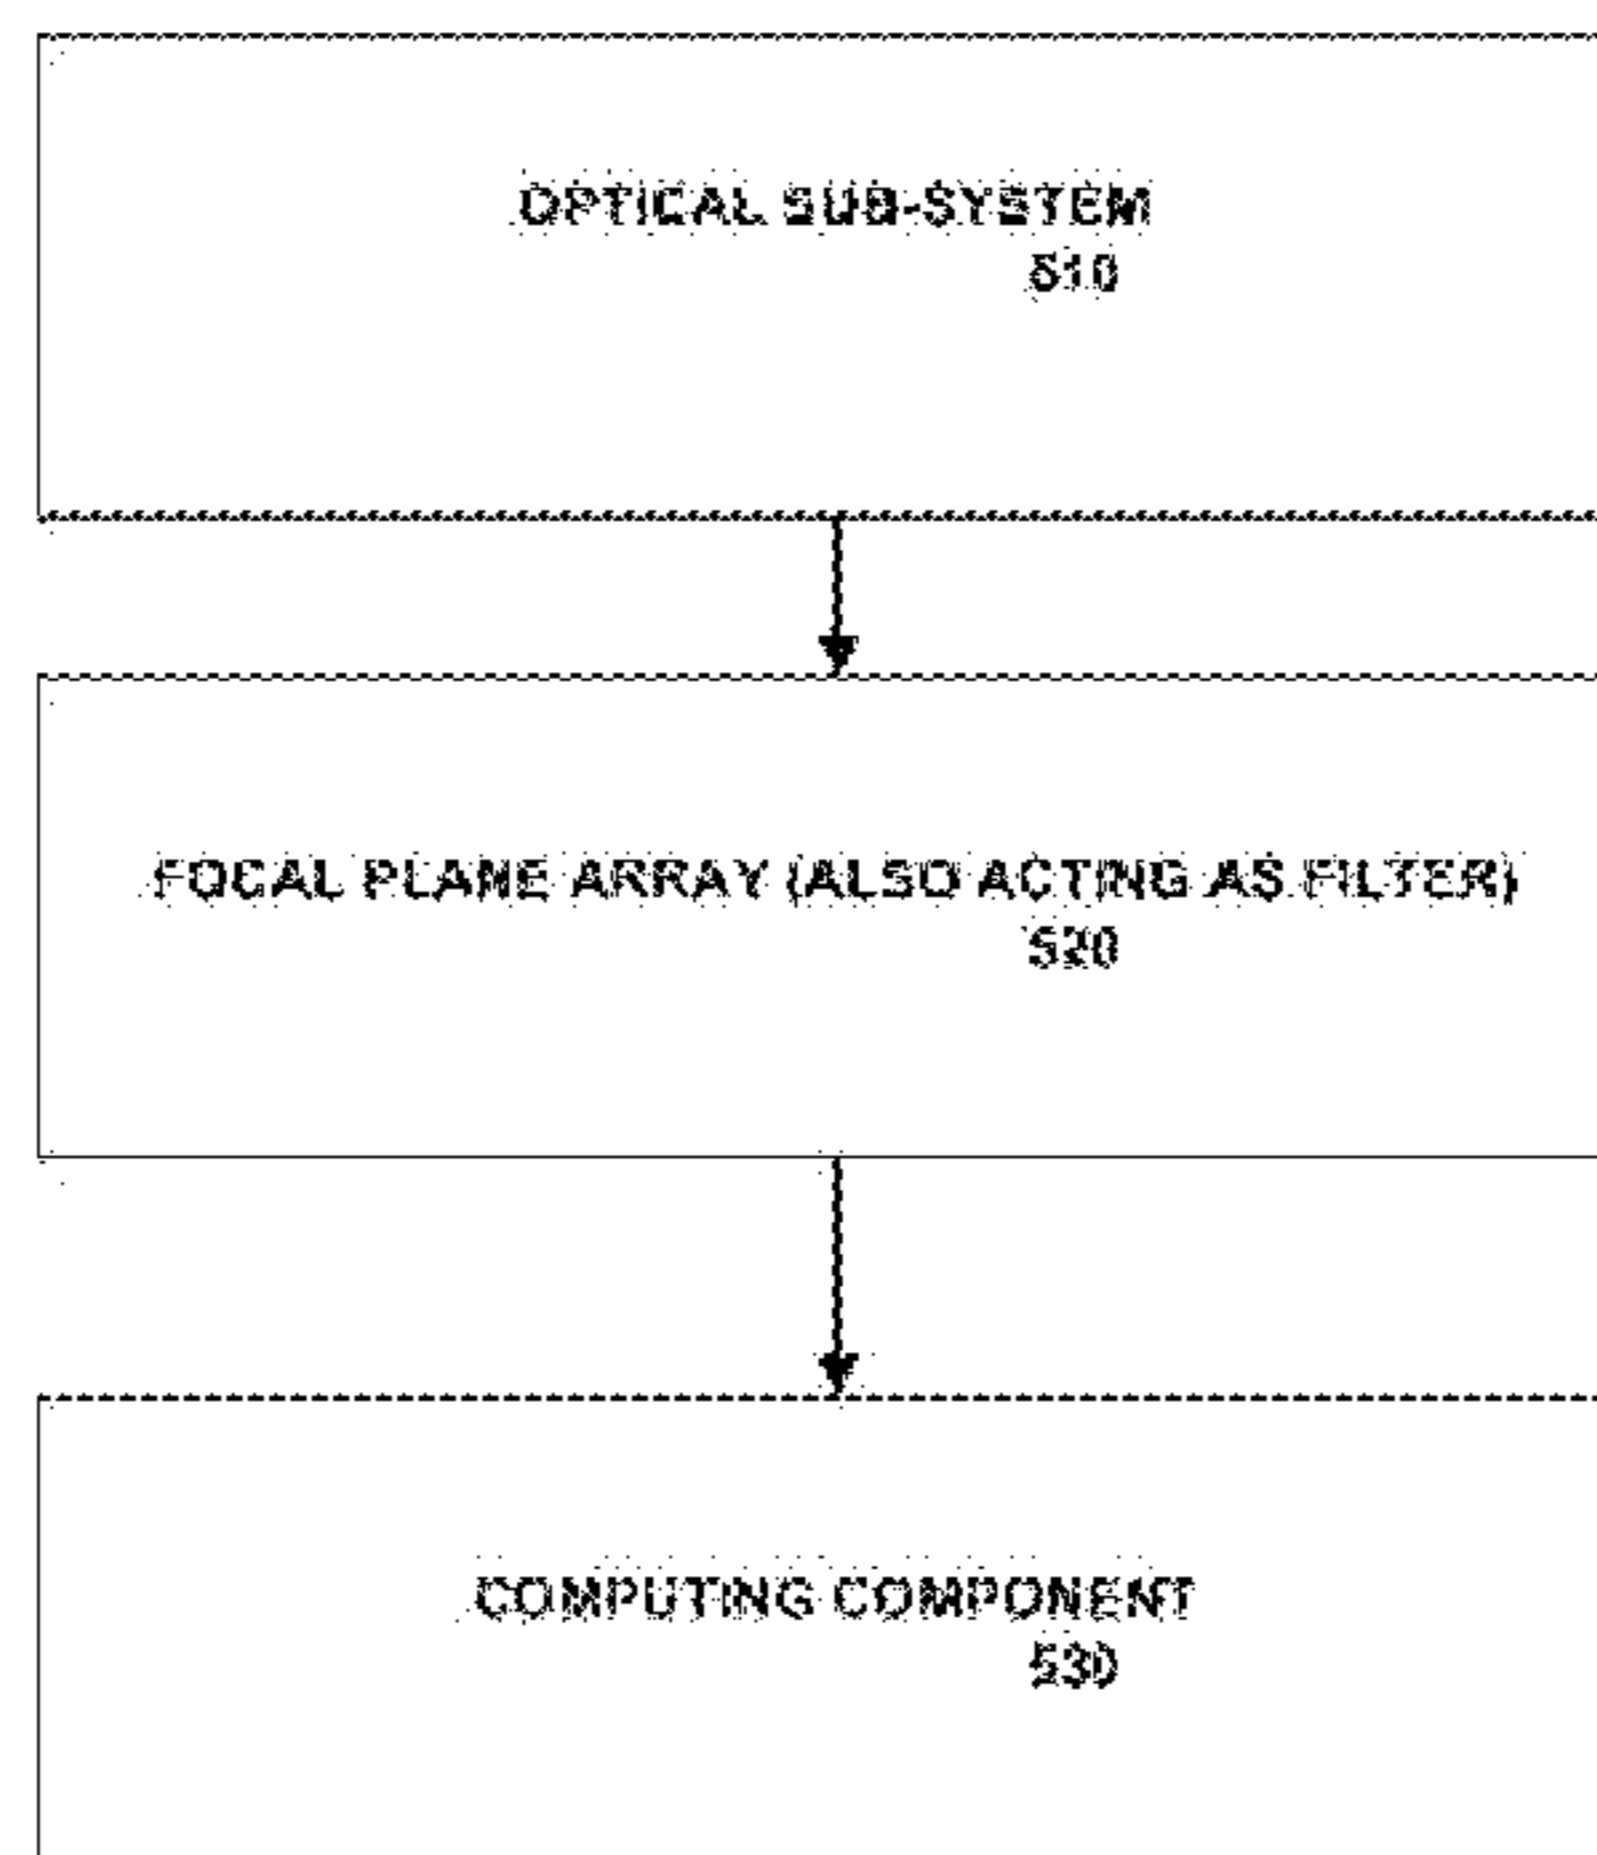 OPTICAL SUB-SYSTEM
510
FOCAL PLANE ARRAY (ALSO ACTING AS FILTER)
520
COMPUTING COMPONENT
530